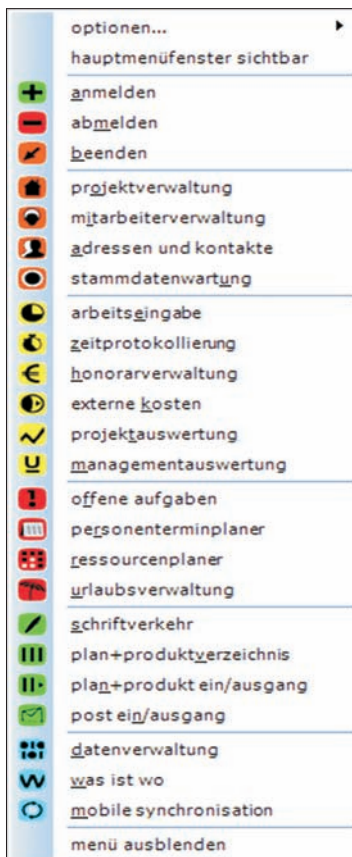 optionen...
hauptmenüfenster sichtbar
anmelden
abmelden
beenden
projektverwaltung
mitarbeiterverwaltung
adressen und kontakte
stammdatenwartung
arbeitseingabe
zeitprotokollierung
honorarverwaltung
externe kosten
projektauswertung
managementauswertung
offene aufgaben
personenterminplaner
ressourcenplaner
urlaubsverwaltung
schriftverkehr
plan+produktverzeichnis
plan+produkt ein/ausgang
post ein/ausgang
datenverwaltung
was ist wo
mobile synchronisation
menü ausblenden